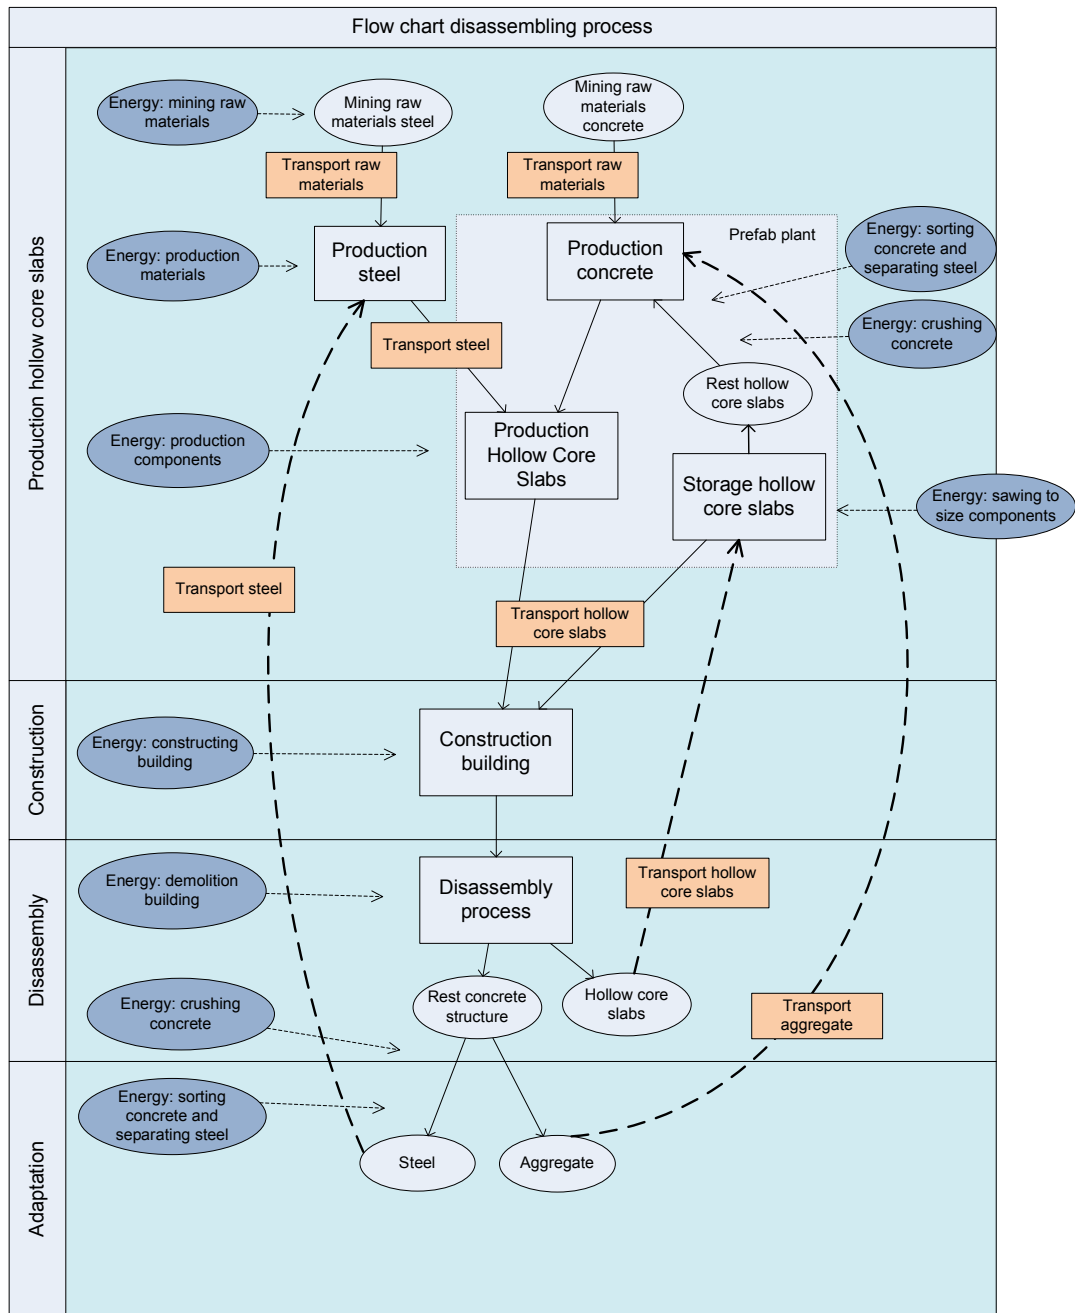 Flow chart disassembling process
Production hollow core slabs
Energy: mining raw
materials
Mining raw
materials steel
Mining raw
materials
concrete
Transport raw
materials
Transport raw
materials
Energy: production
materials
Production
steel
Production
concrete
Prefab plant
Energy: sorting
concrete and
separating steel
Transport steel
Energy: crushing
concrete
Rest hollow
core slabs
Energy: production
components
Production
Hollow Core
Slabs
Storage hollow
core slabs
Energy: sawing to
size components
Transport steel
Transport hollow
core slabs
Construction
Energy: constructing
building
Construction
building
Disassembly
Energy: demolition
building
Disassembly
process
Transport hollow
core slabs
Energy: crushing
concrete
Rest concrete
structure
Hollow core
slabs
Transport
aggregate
Adaptation
Energy: sorting
concrete and
separating steel
Steel
Aggregate